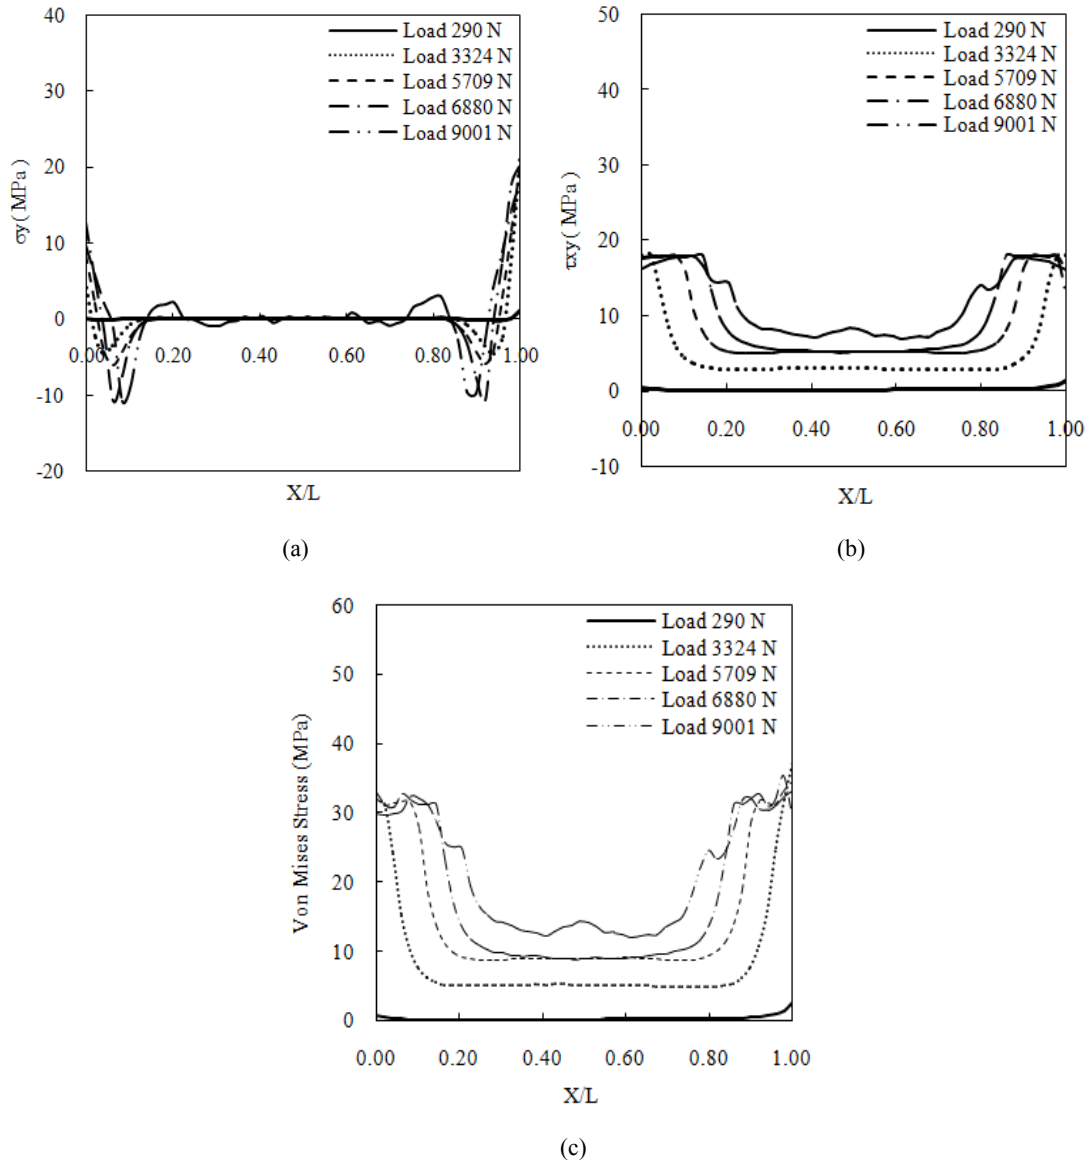 40
30
20
10
0
-10
-20
σy ( MPa )
Load 290 N
Load 3324 N
Load 5709 N
Load 6880 N
Load 9001 N
0.00 0.20 0.40 0.60 0.80 1.00
X/L
(a)
50
40
30
20
10
0
-10
τxy ( MPa )
Load 290 N
Load 3324 N
Load 5709 N
Load 6880 N
Load 9001 N
0.00 0.20 0.40 0.60 0.80 1.00
X/L
(b)
60
50
40
30
20
10
0
Von Mises Stress (MPa)
Load 290 N
Load 3324 N
Load 5709 N
Load 6880 N
Load 9001 N
0.00 0.20 0.40 0.60 0.80 1.00
X/L
(c)